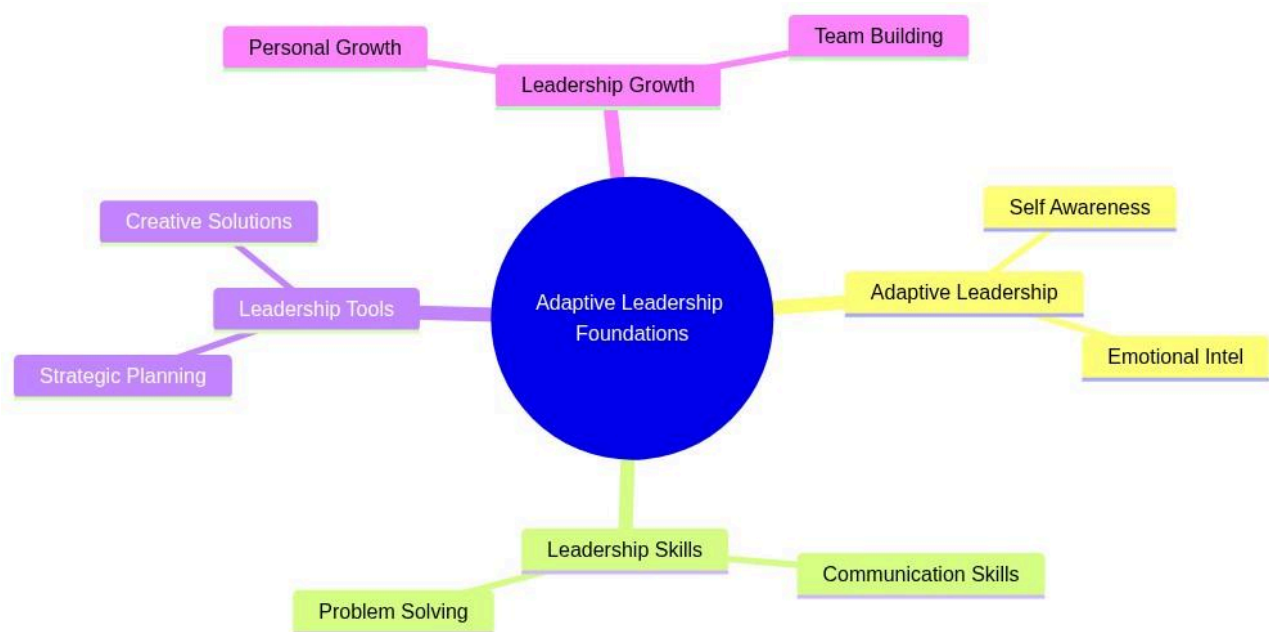 Personal Growth
Team Building
Leadership Growth
Creative Solutions
Self Awareness
Leadership Tools
Adaptive Leadership
Foundations
Adaptive Leadership
Strategic Planning
Emotional Intel
Leadership Skills
Communication Skills
Problem Solving